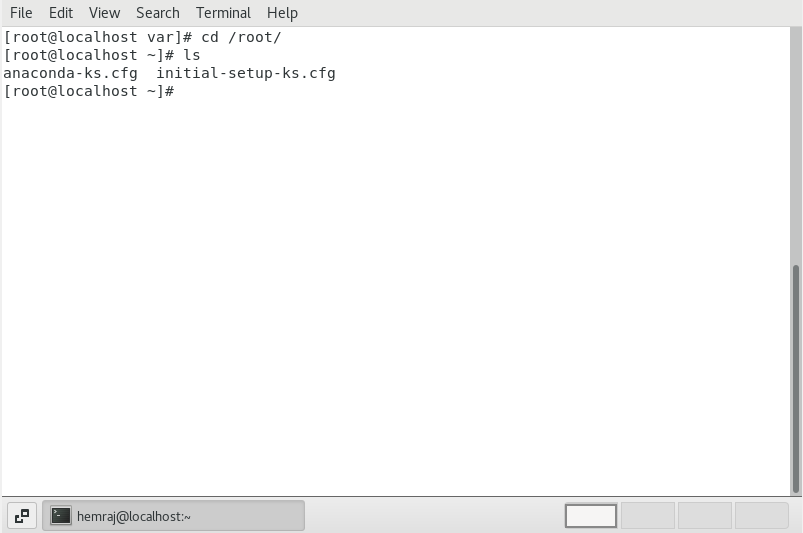 File Edit View Search Terminal Help
[root@localhost var]# cd /root/
[root@localhost ~]# ls
anaconda-ks.cfg  initial-setup-ks.cfg
[root@localhost ~]#
hemraj@localhost:~